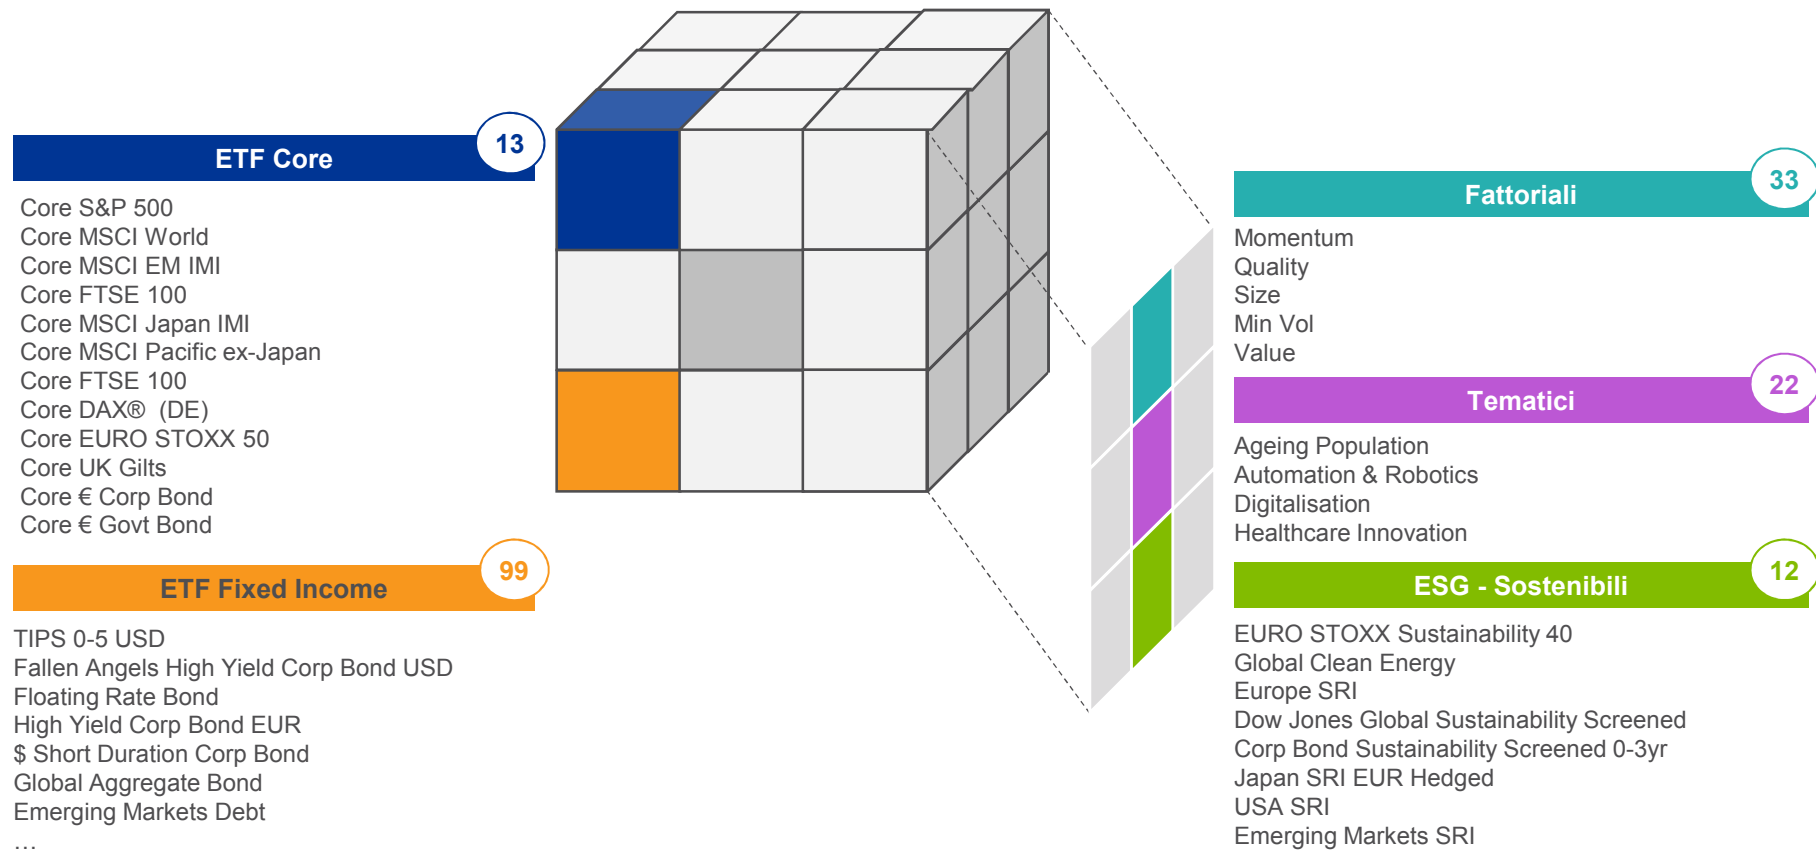 ETF Core
13
Core S&P 500
Core MSCI World
Core MSCI EM IMI
Core FTSE 100
Core MSCI Japan IMI
Core MSCI Pacific ex-Japan
Core FTSE 100
Core DAX® (DE)
Core EURO STOXX 50
Core UK Gilts
Core € Corp Bond
Core € Govt Bond
ETF Fixed Income
99
TIPS 0-5 USD
Fallen Angels High Yield Corp Bond USD
Floating Rate Bond
High Yield Corp Bond EUR
$ Short Duration Corp Bond
Global Aggregate Bond
Emerging Markets Debt
…
Fattoriali
33
Momentum
Quality
Size
Min Vol
Value
Tematici
22
Ageing Population
Automation & Robotics
Digitalisation
Healthcare Innovation
ESG - Sostenibili
12
EURO STOXX Sustainability 40
Global Clean Energy
Europe SRI
Dow Jones Global Sustainability Screened
Corp Bond Sustainability Screened 0-3yr
Japan SRI EUR Hedged
USA SRI
Emerging Markets SRI